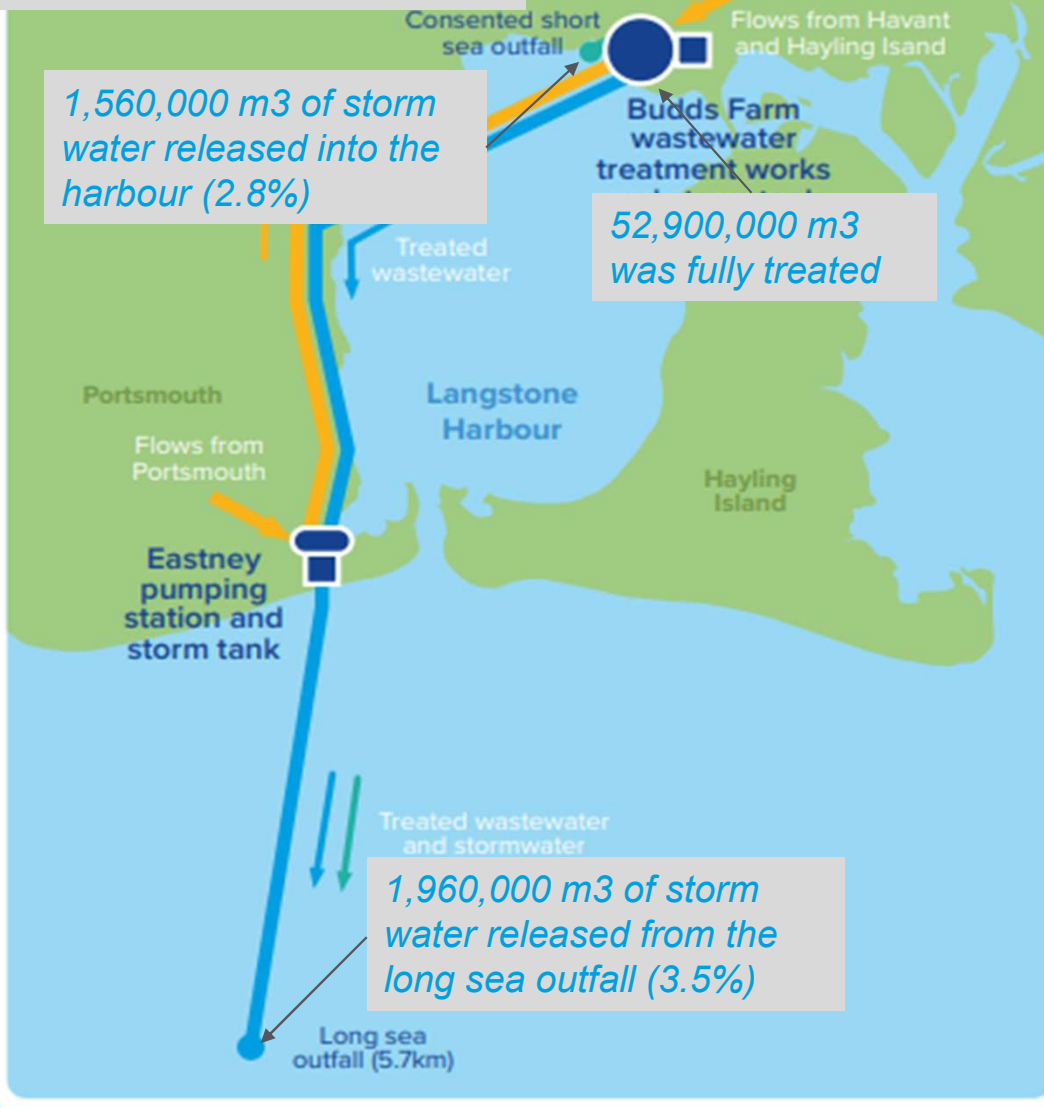 Consented short
sea outfall
Flows from Havant
and Hayling Isand
1,560,000 m3 of storm
water released into the
harbour (2.8%)
Budds Farm
wastewater
treatment works
52,900,000 m3
was fully treated
Treated
wastewater
Portsmouth
Langstone
Harbour
Flows from
Portsmouth
Hayling
Island
Eastney
pumping
station and
storm tank
Treated wastewater
and stormwater
1,960,000 m3 of storm
water released from the
long sea outfall (3.5%)
Long sea
outfall (5.7km)